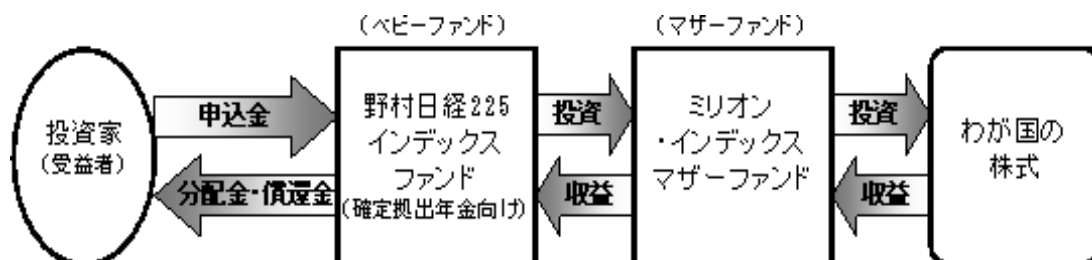 (ベビーファンド)
(マザーファンド)
投資家
(受益者)
申込金
分配金・償還金
野村日経225
インデックス
ファンド
(確定拠出年金向け)
投資
収益
ミリオン
・インデックス
マザーファンド
投資
収益
わが国の
株式